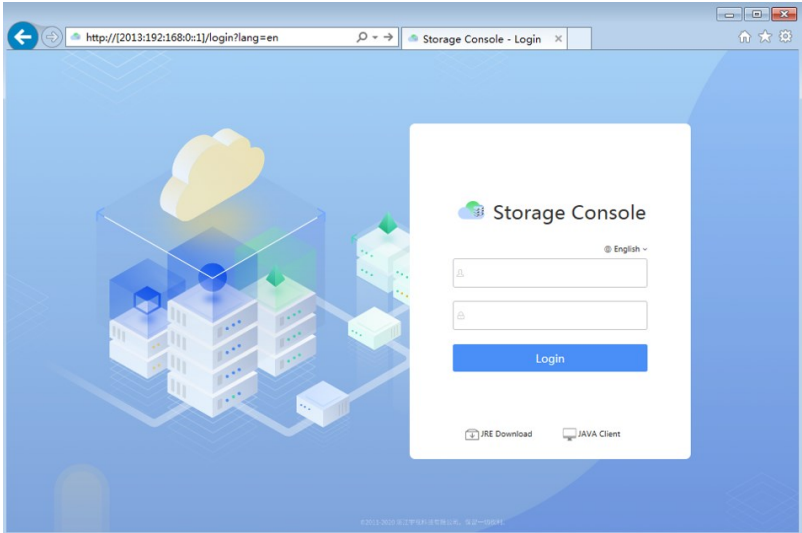 http://[2013:192:168:0::1]/login?lang=en
Storage Console - Login
Storage Console
English
Login
JRE Download
JAVA Client